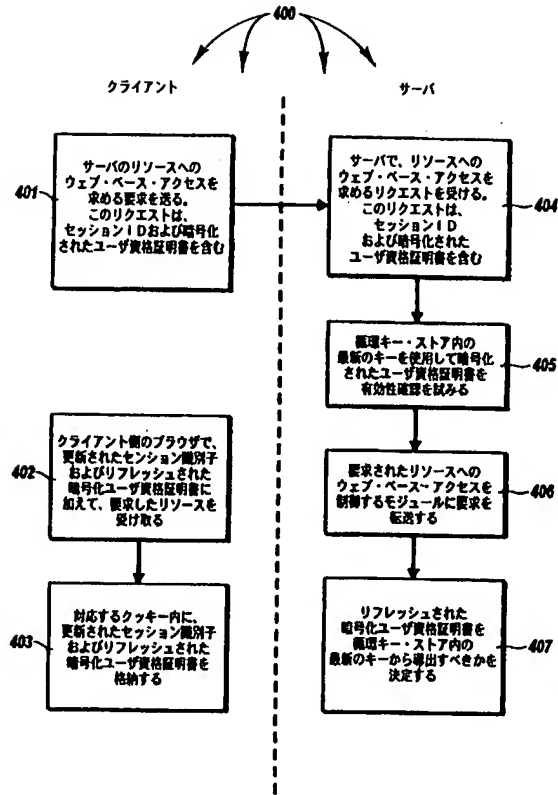 400
クライアント
サーバ
401
サーバのリソースへの
ウェブ・ベース・アクセスを
求める要求を送る。
このリクエストは、
セッションIDおよび暗号化
されたユーザ資格証明書を含む
サーバで、リソースへの
ウェブ・ベース・アクセスを
求めるリクエストを受ける。
このリクエストは、
セッションID
および暗号化された
ユーザ資格証明書を含む
404
循環キー・ストア内の
最新のキーを使用して暗号化
されたユーザ資格証明書を
有効性確認を試みる
405
402
クライアント側のブラウザで、
更新されたセンション識別子
およびリフレッシュされた
暗号化ユーザ資格証明書に
加えて、要求したリソースを
受け取る
要求されたリソースへの
ウェブ・ベース-アクセスを
制御するモジュールに要求を
転送する
406
403
対応するクッキー内に、
更新されたセッション識別子
およびリフレッシュされた
暗号化ユーザ資格証明書を
格納する
リフレッシュされた
暗号化ユーザ資格証明書を
循環キー・ストア内の
最新のキーから導出すべきかを
決定する
407